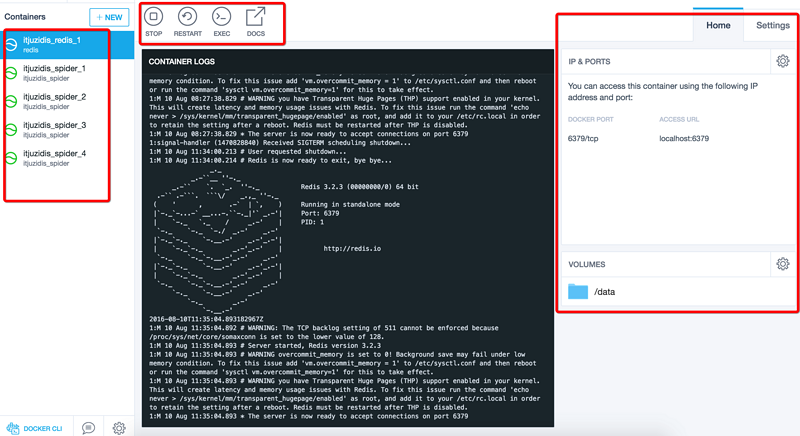 Containers
+ NEW
itjuzidis_redis_1
redis
itjuzidis_spider_1
itjuzidis_spider
itjuzidis_spider_2
itjuzidis_spider
itjuzidis_spider_3
itjuzidis_spider
itjuzidis_spider_4
itjuzidis_spider
DOCKER CLI
STOP
RESTART
EXEC
DOCS
CONTAINER LOGS
memory condition. To fix this issue add 'vm.overcommit_memory = 1' to /etc/sysctl.conf and then reboot
or run the command 'sysctl vm.overcommit_memory=1' for this to take effect.
1:M 10 Aug 08:27:38.829 # WARNING you have Transparent Huge Pages (THP) support enabled in your kernel.
This will create latency and memory usage issues with Redis. To fix this issue run the command 'echo
never > /sys/kernel/mm/transparent_hugepage/enabled' as root, and add it to your /etc/rc.local in order
to retain the setting after a reboot. Redis must be restarted after THP is disabled.
1:M 10 Aug 08:27:38.829 * The server is now ready to accept connections on port 6379
1:signal-handler (1470828840) Received SIGTERM scheduling shutdown...
1:M 10 Aug 11:34:00.213 # User requested shutdown...
1:M 10 Aug 11:34:00.214 # Redis is now ready to exit, bye bye...
Redis 3.2.3 (00000000/0) 64 bit
Running in standalone mode
Port: 6379
PID: 1
http://redis.io
2016-08-10T11:35:04.893182967Z
1:M 10 Aug 11:35:04.892 # WARNING: The TCP backlog setting of 511 cannot be enforced because
/proc/sys/net/core/somaxconn is set to the lower value of 128.
1:M 10 Aug 11:35:04.893 # Server started, Redis version 3.2.3
1:M 10 Aug 11:35:04.893 # WARNING overcommit_memory is set to 0! Background save may fail under low
memory condition. To fix this issue add 'vm.overcommit_memory = 1' to /etc/sysctl.conf and then reboot
or run the command 'sysctl vm.overcommit_memory=1' for this to take effect.
1:M 10 Aug 11:35:04.893 # WARNING you have Transparent Huge Pages (THP) support enabled in your kernel.
This will create latency and memory usage issues with Redis. To fix this issue run the command 'echo
never > /sys/kernel/mm/transparent_hugepage/enabled' as root, and add it to your /etc/rc.local in order
to retain the setting after a reboot. Redis must be restarted after THP is disabled.
1:M 10 Aug 11:35:04.893 * The server is now ready to accept connections on port 6379
Home
Settings
IP & PORTS
You can access this container using the following IP
address and port:
DOCKER PORT
ACCESS URL
6379/tcp
localhost:6379
VOLUMES
/data